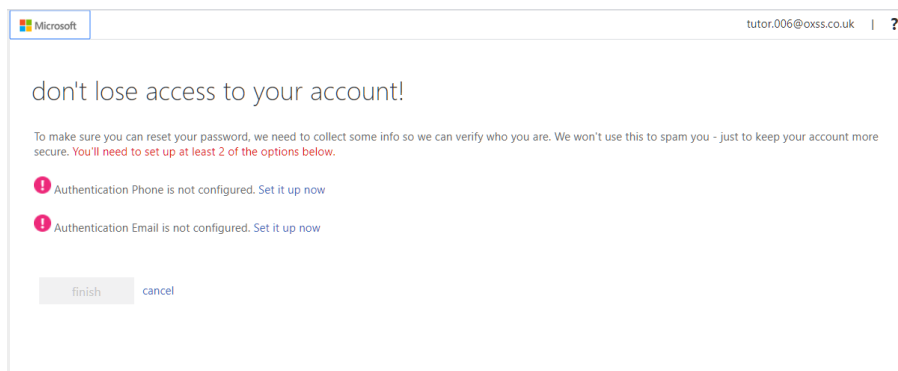 Microsoft
tutor.006@oxss.co.uk | ?
don't lose access to your account!
To make sure you can reset your password, we need to collect some info so we can verify who you are. We won't use this to spam you - just to keep your account more
secure. You'll need to set up at least 2 of the options below.
! Authentication Phone is not configured. Set it up now
! Authentication Email is not configured. Set it up now
finish cancel